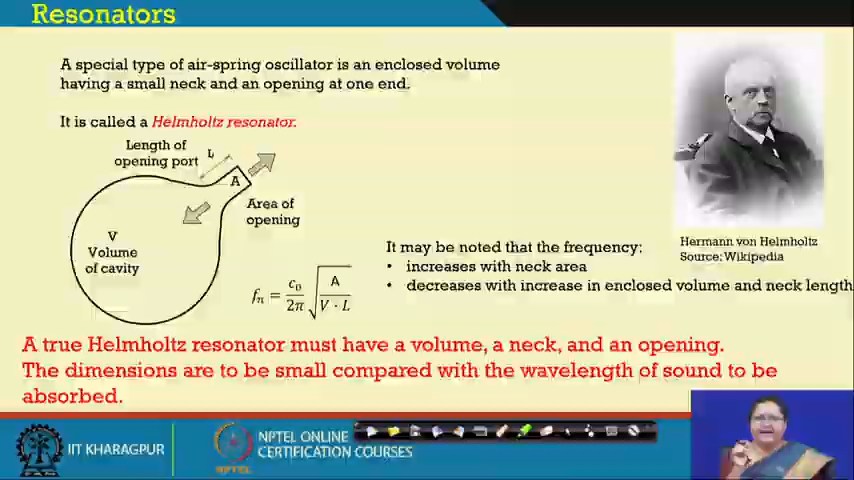 Resonators
A special type of air-spring oscillator is an enclosed volume
having a small neck and an opening at one end.
It is called a Helmholtz resonator.
Length of
opening port
L
A
Area of
opening
V
Volume
of cavity
fₙ = c₀/2π √(A/(V · L))
It may be noted that the frequency:
• increases with neck area
• decreases with increase in enclosed volume and neck length
Hermann von Helmholtz
Source: Wikipedia
A true Helmholtz resonator must have a volume, a neck, and an opening.
The dimensions are to be small compared with the wavelength of sound to be
absorbed.
IIT KHARAGPUR
NPTEL
NPTEL ONLINE
CERTIFICATION COURSES